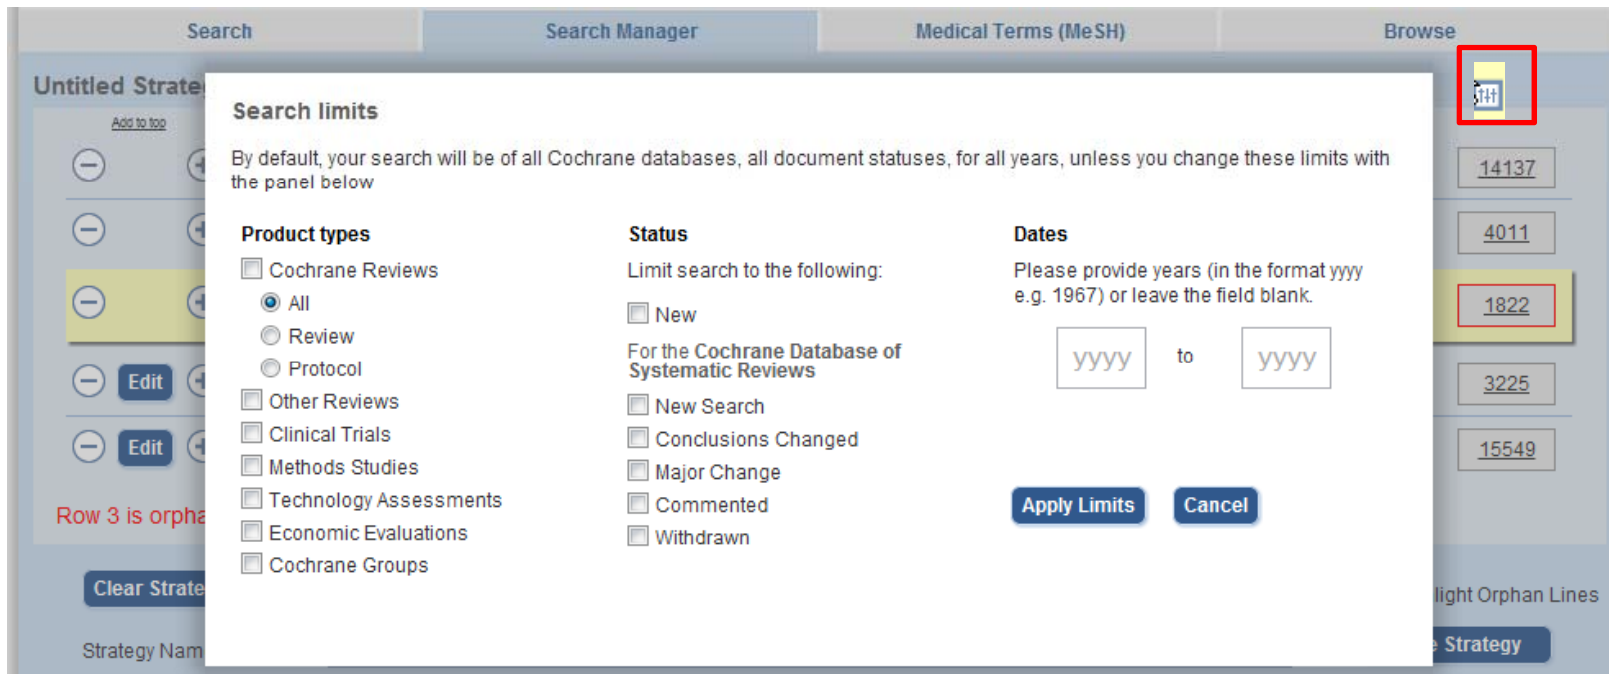 Search
Search Manager
Medical Terms (MeSH)
Browse
Untitled Strate
Add to top
14137
4011
1822
Edit
3225
Edit
15549
Row 3 is orpha
Clear Strate
light Orphan Lines
Strategy Nam
Strategy
Search limits
By default, your search will be of all Cochrane databases, all document statuses, for all years, unless you change these limits with
the panel below
Product types
Cochrane Reviews
All
Review
Protocol
Other Reviews
Clinical Trials
Methods Studies
Technology Assessments
Economic Evaluations
Cochrane Groups
Status
Limit search to the following:
New
For the Cochrane Database of
Systematic Reviews
New Search
Conclusions Changed
Major Change
Commented
Withdrawn
Dates
Please provide years (in the format yyyy
e.g. 1967) or leave the field blank.
yyyy to yyyy
Apply Limits
Cancel